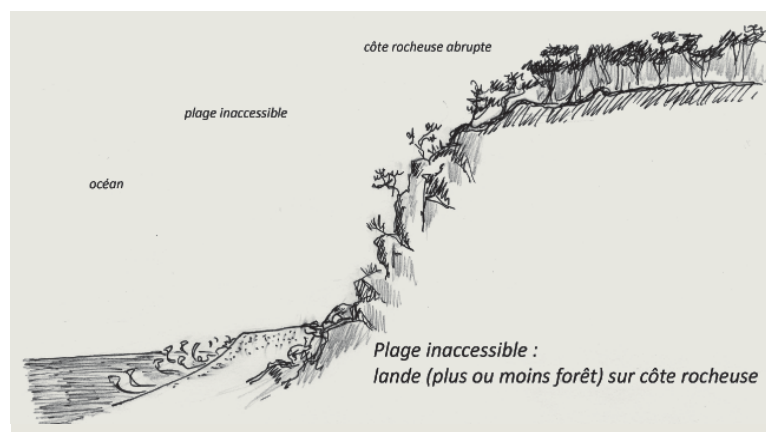 côte rocheuse abrupte
plage inaccessible
océan
Plage inaccessible :
lande (plus ou moins forêt) sur côte rocheuse